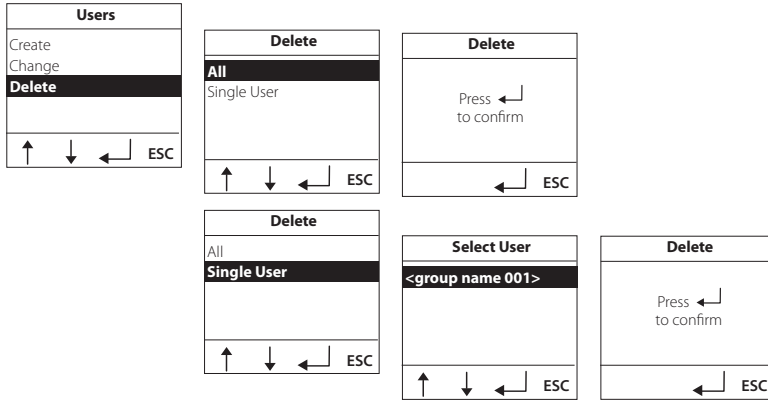 Users
Create
Change
Delete
↑ ↓ ↵ ESC
Delete
All
Single User
↑ ↓ ↵ ESC
Delete
Press ↵
to confirm
↵ ESC
Delete
All
Single User
↑ ↓ ↵ ESC
Select User
<group name 001>
↑ ↓ ↵ ESC
Delete
Press ↵
to confirm
↵ ESC